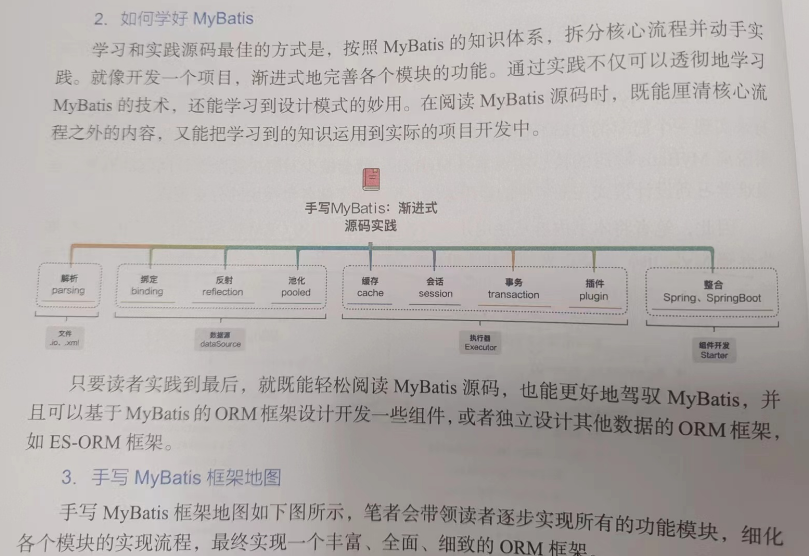 2. 如何学好 MyBatis
学习和实践源码最佳的方式是，按照 MyBatis 的知识体系，拆分核心流程并动手实
践。就像开发一个项目，渐进式地完善各个模块的功能。通过实践不仅可以透彻地学习
MyBatis 的技术，还能学习到设计模式的妙用。在阅读 MyBatis 源码时，既能厘清核心流
程之外的内容，又能把学习到的知识运用到实际的项目开发中。
手写MyBatis：渐进式
源码实践
解析 绑定 反射 池化 缓存 会话 事务 插件 整合
parsing binding reflection pooled cache session transaction plugin Spring、SpringBoot
文件 数据源 执行器 组件开发
.io、.xml dataSource Executor Starter
只要读者实践到最后，就既能轻松阅读 MyBatis 源码，也能更好地驾驭 MyBatis，并
且可以基于 MyBatis 的 ORM 框架设计开发一些组件，或者独立设计其他数据的 ORM 框架，
如 ES-ORM 框架。
3. 手写 MyBatis 框架地图
手写 MyBatis 框架地图如下图所示，笔者会带领读者逐步实现所有的功能模块，细化
各个模块的实现流程，最终实现一个丰富、全面、细致的 ORM 框架。